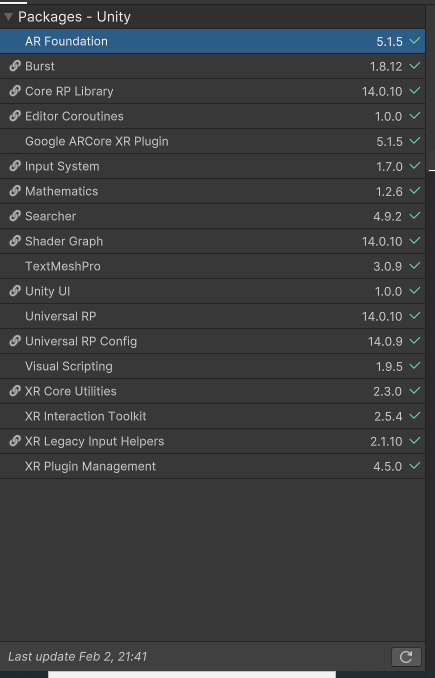 Packages - Unity
AR Foundation 5.1.5
Burst 1.8.12
Core RP Library 14.0.10
Editor Coroutines 1.0.0
Google ARCore XR Plugin 5.1.5
Input System 1.7.0
Mathematics 1.2.6
Searcher 4.9.2
Shader Graph 14.0.10
TextMeshPro 3.0.9
Unity UI 1.0.0
Universal RP 14.0.10
Universal RP Config 14.0.9
Visual Scripting 1.9.5
XR Core Utilities 2.3.0
XR Interaction Toolkit 2.5.4
XR Legacy Input Helpers 2.1.10
XR Plugin Management 4.5.0
Last update Feb 2, 21:41